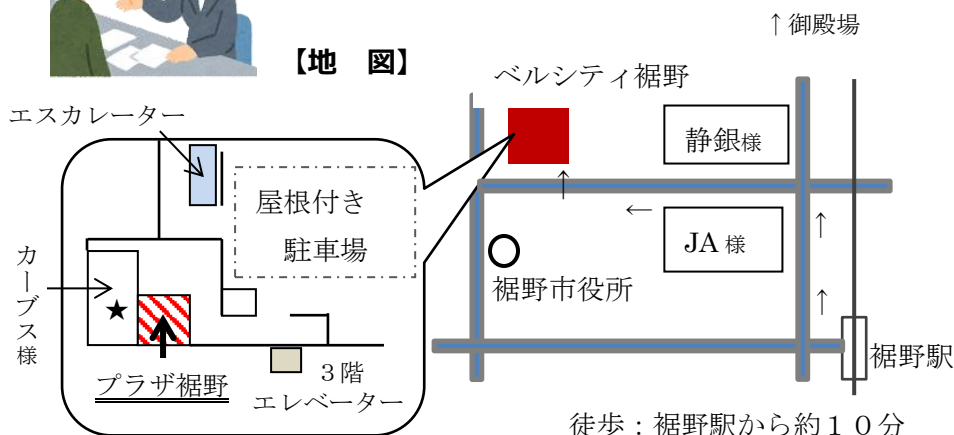 ↑御殿場
【地　図】
ベルシティ裾野
エスカレーター
静銀様
屋根付き
駐車場
↑
←
JA様
↑
カーブス様
★
裾野市役所
↑
裾野駅
プラザ裾野
３階
エレベーター
徒歩：裾野駅から約１０分